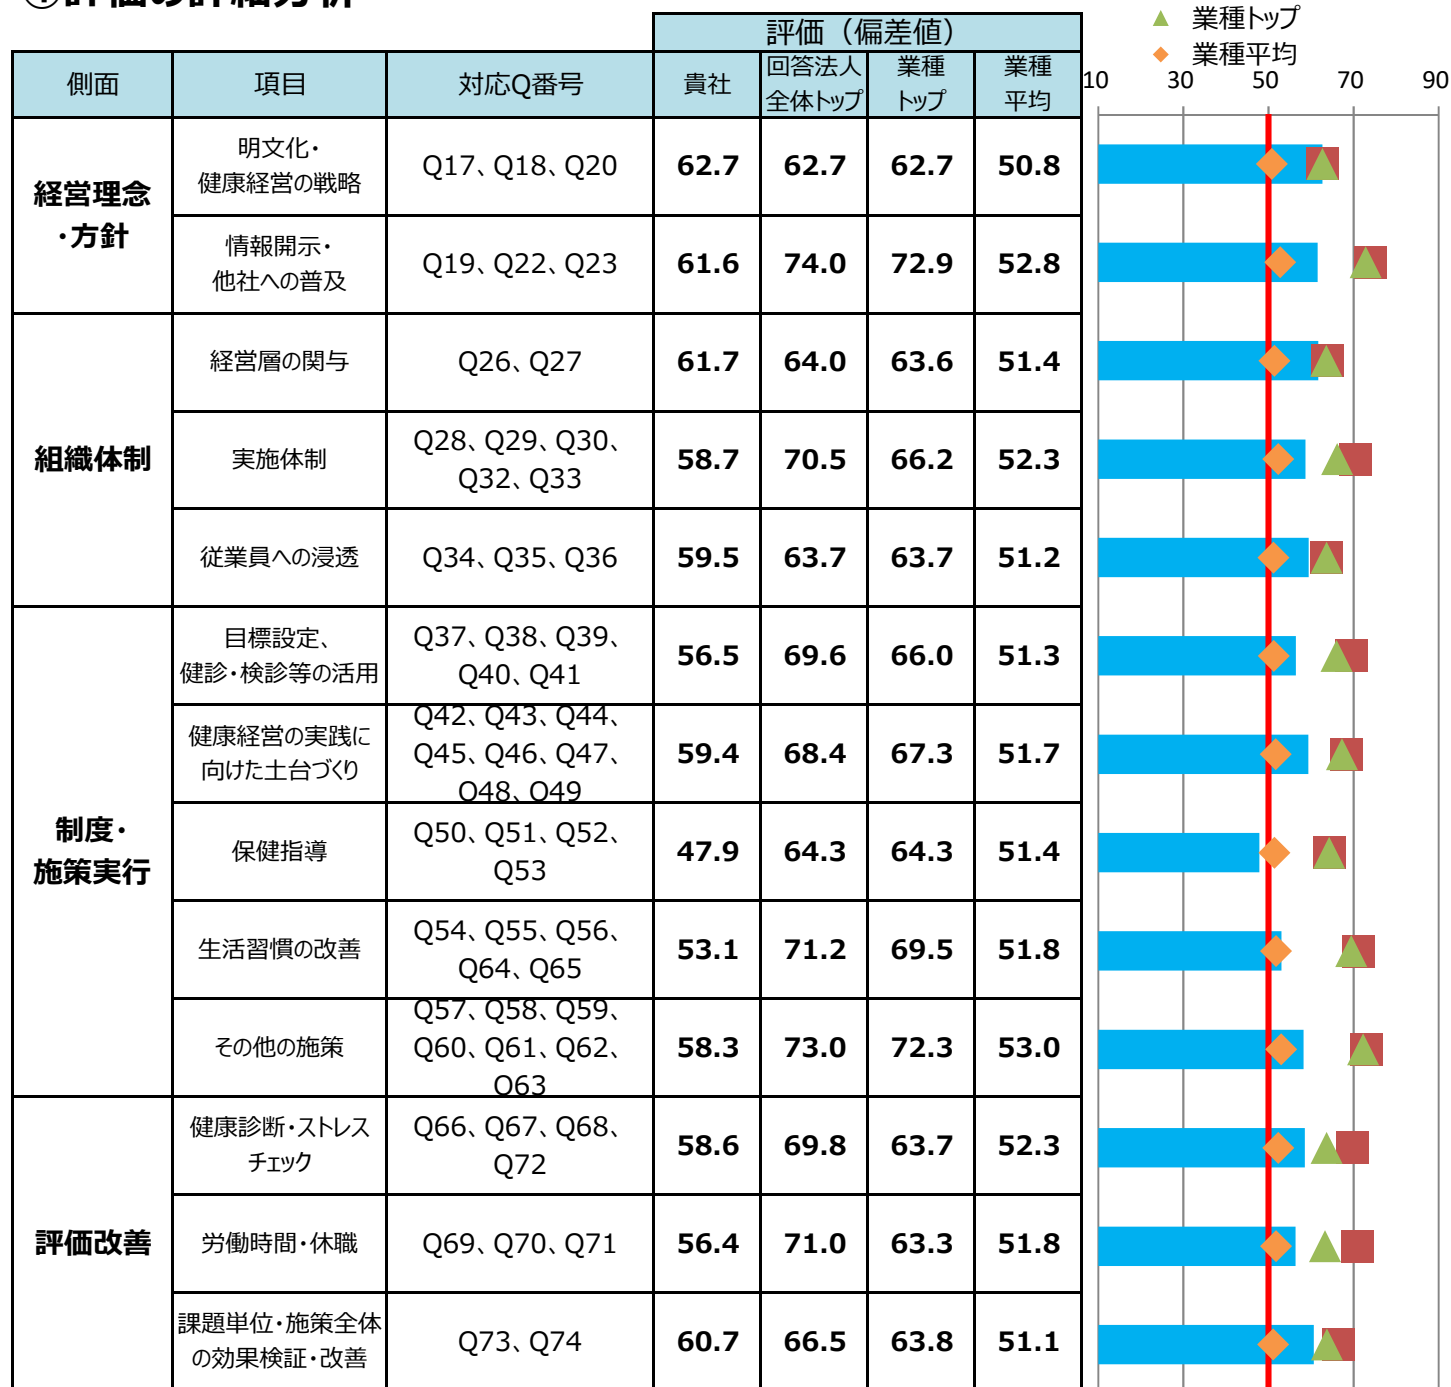 ①評価の詳細分析
▲ 業種トップ
◆ 業種平均
評価（偏差値）
側面 項目 対応Q番号 貴社 回答法人 業種 業種
全体トップ トップ 平均
10 30 50 70 90
経営理念
・方針
明文化・
健康経営の戦略
Q17、Q18、Q20 62.7 62.7 62.7 50.8
情報開示・
他社への普及
Q19、Q22、Q23 61.6 74.0 72.9 52.8
組織体制
経営層の関与 Q26、Q27 61.7 64.0 63.6 51.4
実施体制
Q28、Q29、Q30、
Q32、Q33
58.7 70.5 66.2 52.3
従業員への浸透 Q34、Q35、Q36 59.5 63.7 63.7 51.2
制度・
施策実行
目標設定、
健診・検診等の活用
Q37、Q38、Q39、
Q40、Q41
56.5 69.6 66.0 51.3
健康経営の実践に
向けた土台づくり
Q42、Q43、Q44、
Q45、Q46、Q47、
Q48、Q49
59.4 68.4 67.3 51.7
保健指導
Q50、Q51、Q52、
Q53
47.9 64.3 64.3 51.4
生活習慣の改善
Q54、Q55、Q56、
Q64、Q65
53.1 71.2 69.5 51.8
その他の施策
Q57、Q58、Q59、
Q60、Q61、Q62、
Q63
58.3 73.0 72.3 53.0
評価改善
健康診断・ストレス
チェック
Q66、Q67、Q68、
Q72
58.6 69.8 63.7 52.3
労働時間・休職 Q69、Q70、Q71 56.4 71.0 63.3 51.8
課題単位・施策全体
の効果検証・改善
Q73、Q74 60.7 66.5 63.8 51.1